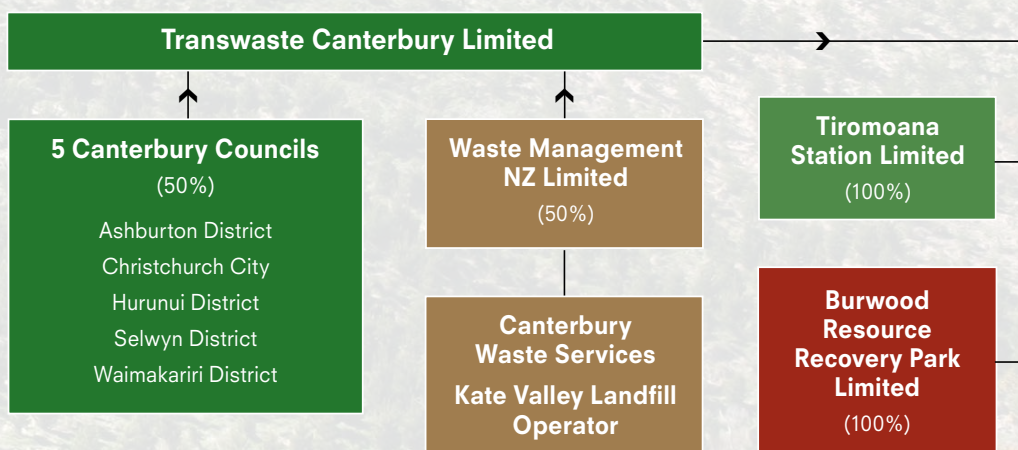 Transwaste Canterbury Limited
5 Canterbury Councils
(50%)
Ashburton District
Christchurch City
Hurunui District
Selwyn District
Waimakariri District
Waste Management
NZ Limited
(50%)
Canterbury
Waste Services
Kate Valley Landfill
Operator
Tiromoana
Station Limited
(100%)
Burwood
Resource
Recovery Park
Limited
(100%)